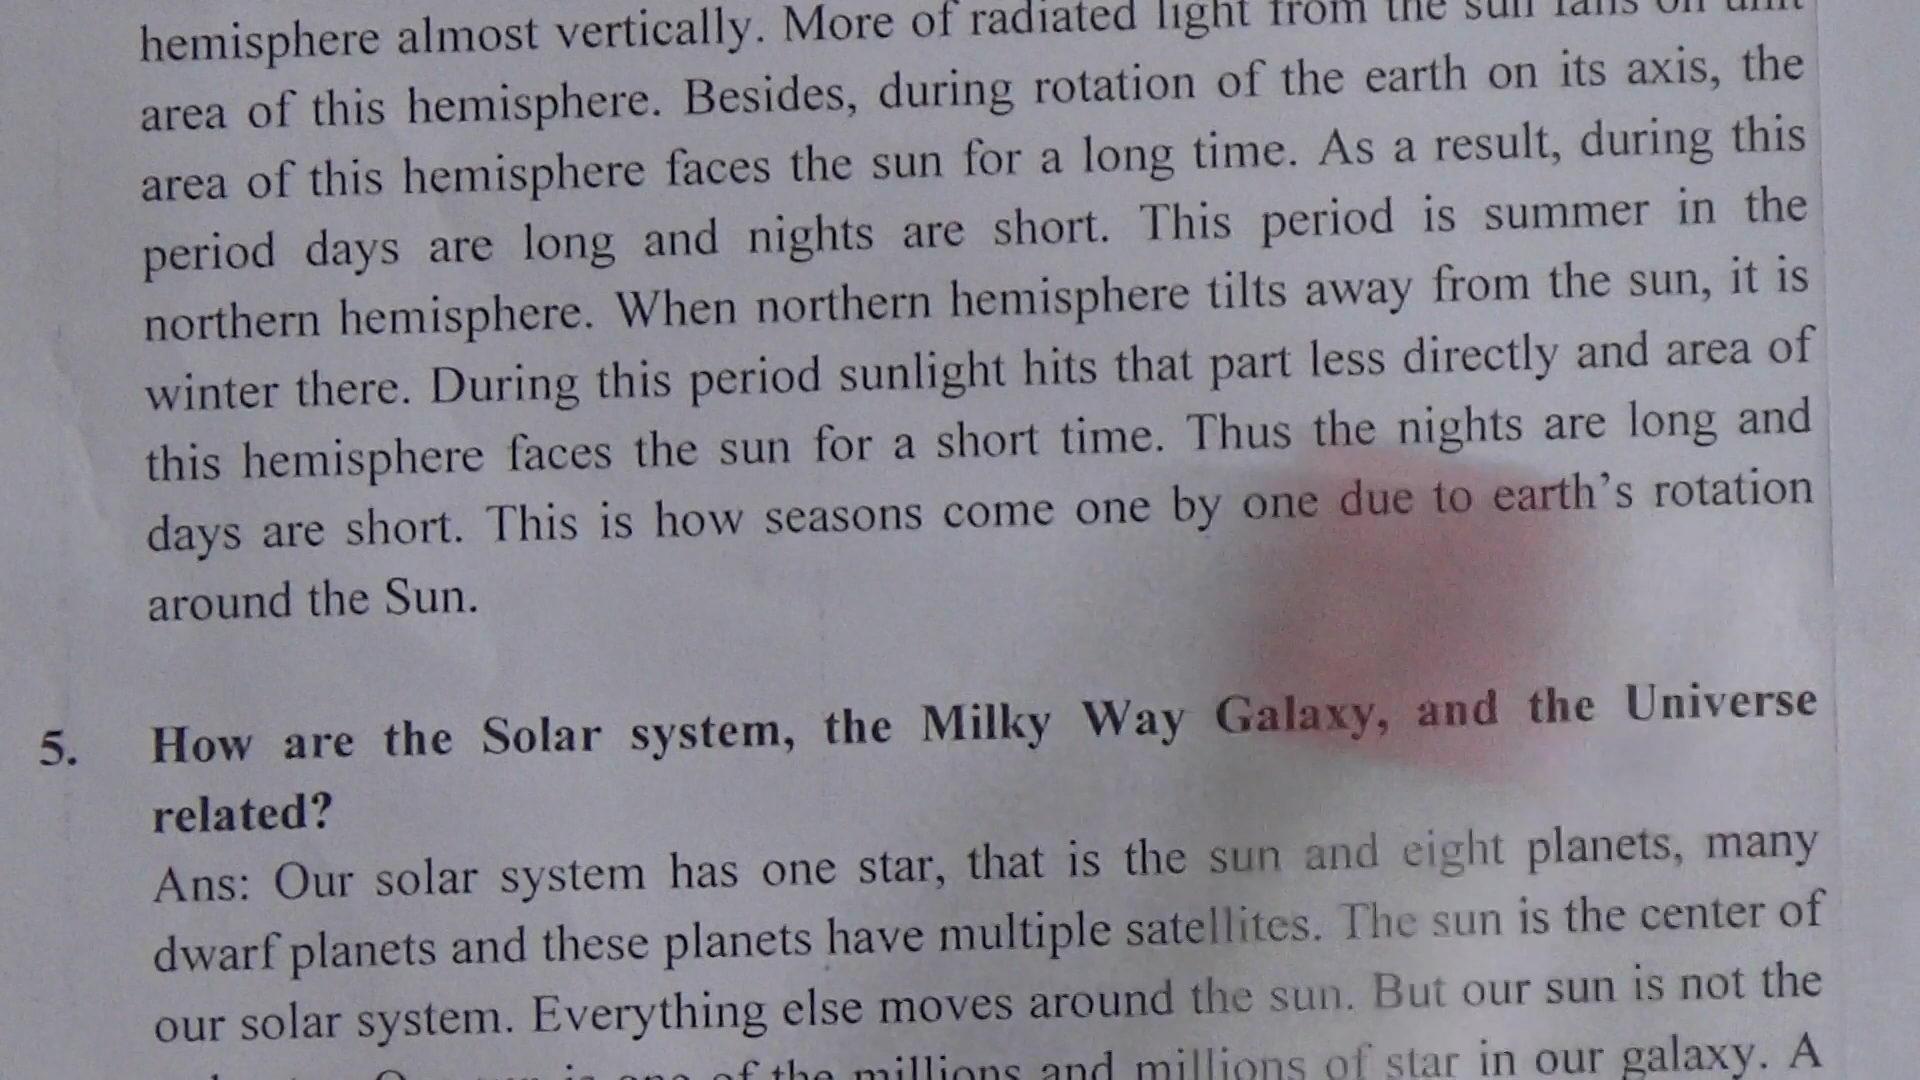 hemisphere almost vertically. More of radiated light from the sun falls on unit
area of this hemisphere. Besides, during rotation of the earth on its axis, the
area of this hemisphere faces the sun for a long time. As a result, during this
period days are long and nights are short. This period is summer in the
northern hemisphere. When northern hemisphere tilts away from the sun, it is
winter there. During this period sunlight hits that part less directly and area of
this hemisphere faces the sun for a short time. Thus the nights are long and
days are short. This is how seasons come one by one due to earth's rotation
around the Sun.
5. How are the Solar system, the Milky Way Galaxy, and the Universe
related?
Ans: Our solar system has one star, that is the sun and eight planets, many
dwarf planets and these planets have multiple satellites. The sun is the center of
our solar system. Everything else moves around the sun. But our sun is not the
is one of the millions and millions of star in our galaxy. A